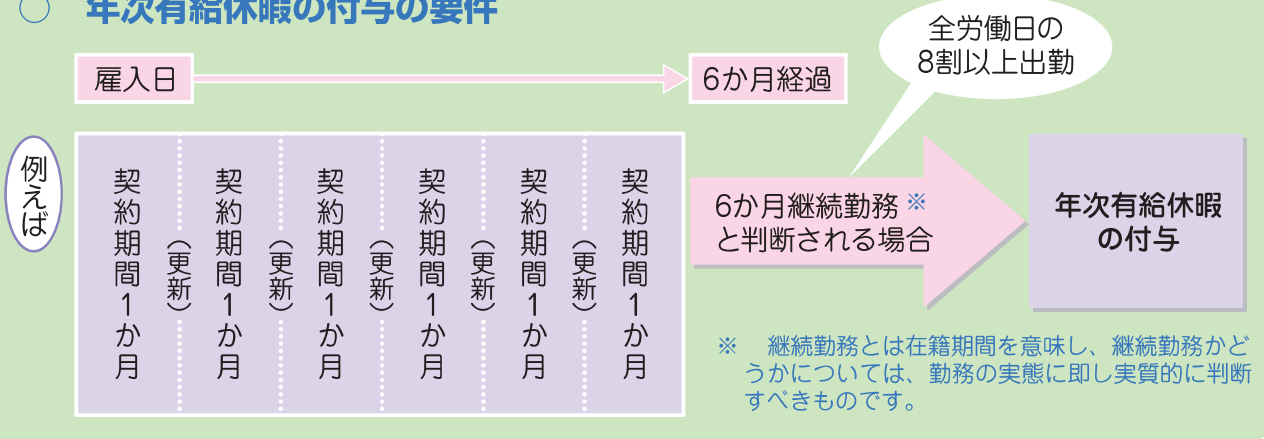 ○ 年次有給休暇の付与の要件
雇入日
6か月経過
全労働日の
8割以上出勤
例えば
契約期間1か月
（更新）
契約期間1か月
（更新）
契約期間1か月
（更新）
契約期間1か月
（更新）
契約期間1か月
（更新）
契約期間1か月
6か月継続勤務※
と判断される場合
年次有給休暇
の付与
※　継続勤務とは在籍期間を意味し、継続勤務かど
うかについては、勤務の実態に即し実質的に判断
すべきものです。